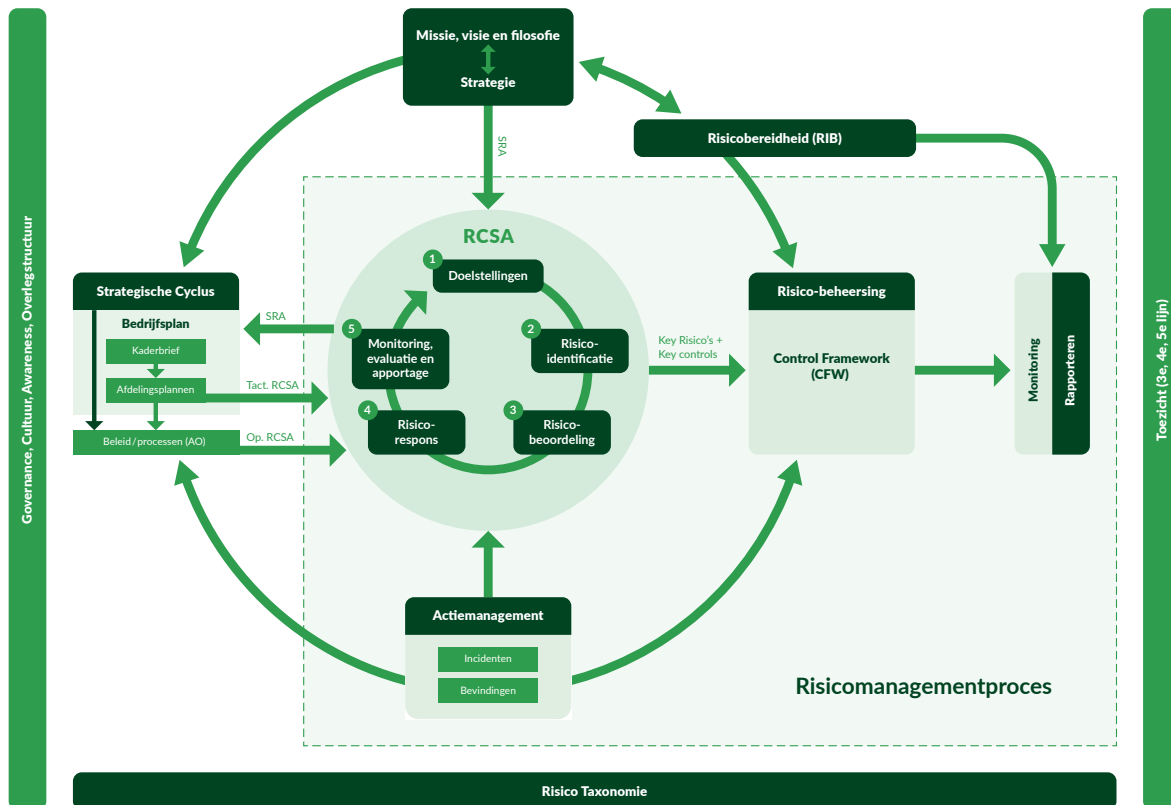 Missie, visie en filosofie
Strategie
Risicobereidheid (RIB)
SRA
Governance, Cultuur, Awareness, Overlegstructuur
Toezicht (3e, 4e, 5e lijn)
RCSA
1
Doelstellingen
2
Risico-
identificatie
3
Risico-
beoordeling
4
Risico-
respons
5
Monitoring,
evaluatie en
apportage
Strategische Cyclus
Bedrijfsplan
Kaderbrief
Afdelingsplannen
Beleid/processen (AO)
SRA
Tact. RCSA
Op. RCSA
Key Risico's +
Key controls
Risico-beheersing
Control Framework
(CFW)
Monitoring
Rapporteren
Actiemanagement
Incidenten
Bevindingen
Risicomanagementproces
Risico Taxonomie